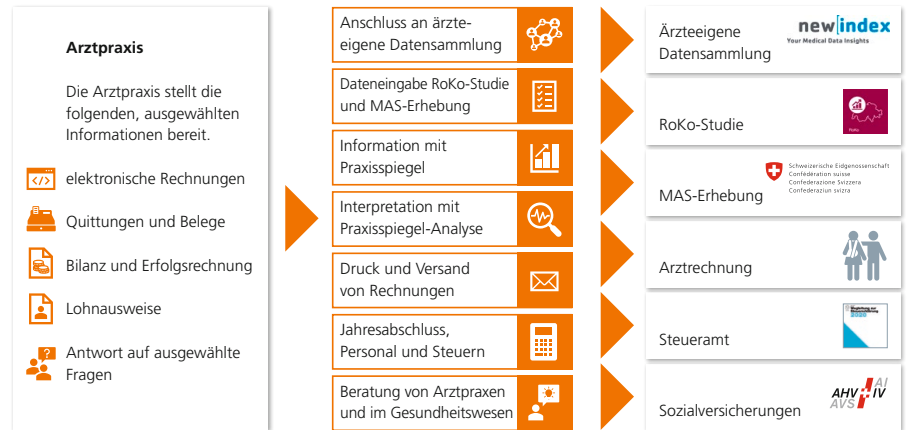 Arztpraxis
Die Arztpraxis stellt die
folgenden, ausgewählten
Informationen bereit.
elektronische Rechnungen
Quittungen und Belege
Bilanz und Erfolgsrechnung
Lohnausweise
Antwort auf ausgewählte
Fragen
Anschluss an ärzte-
eigene Datensammlung
Dateneingabe RoKo-Studie
und MAS-Erhebung
Information mit
Praxisspiegel
Interpretation mit
Praxisspiegel-Analyse
Druck und Versand
von Rechnungen
Jahresabschluss,
Personal und Steuern
Beratung von Arztpraxen
und im Gesundheitswesen
Ärzteeigene
Datensammlung
new index
Your Medical Data Insights
RoKo-Studie
RoKo
MAS-Erhebung
Schweizerische Eidgenossenschaft
Confédération suisse
Confederazione Svizzera
Confederaziun svizra
Arztrechnung
Steueramt
Sozialversicherungen
AHV IV
AVS AI